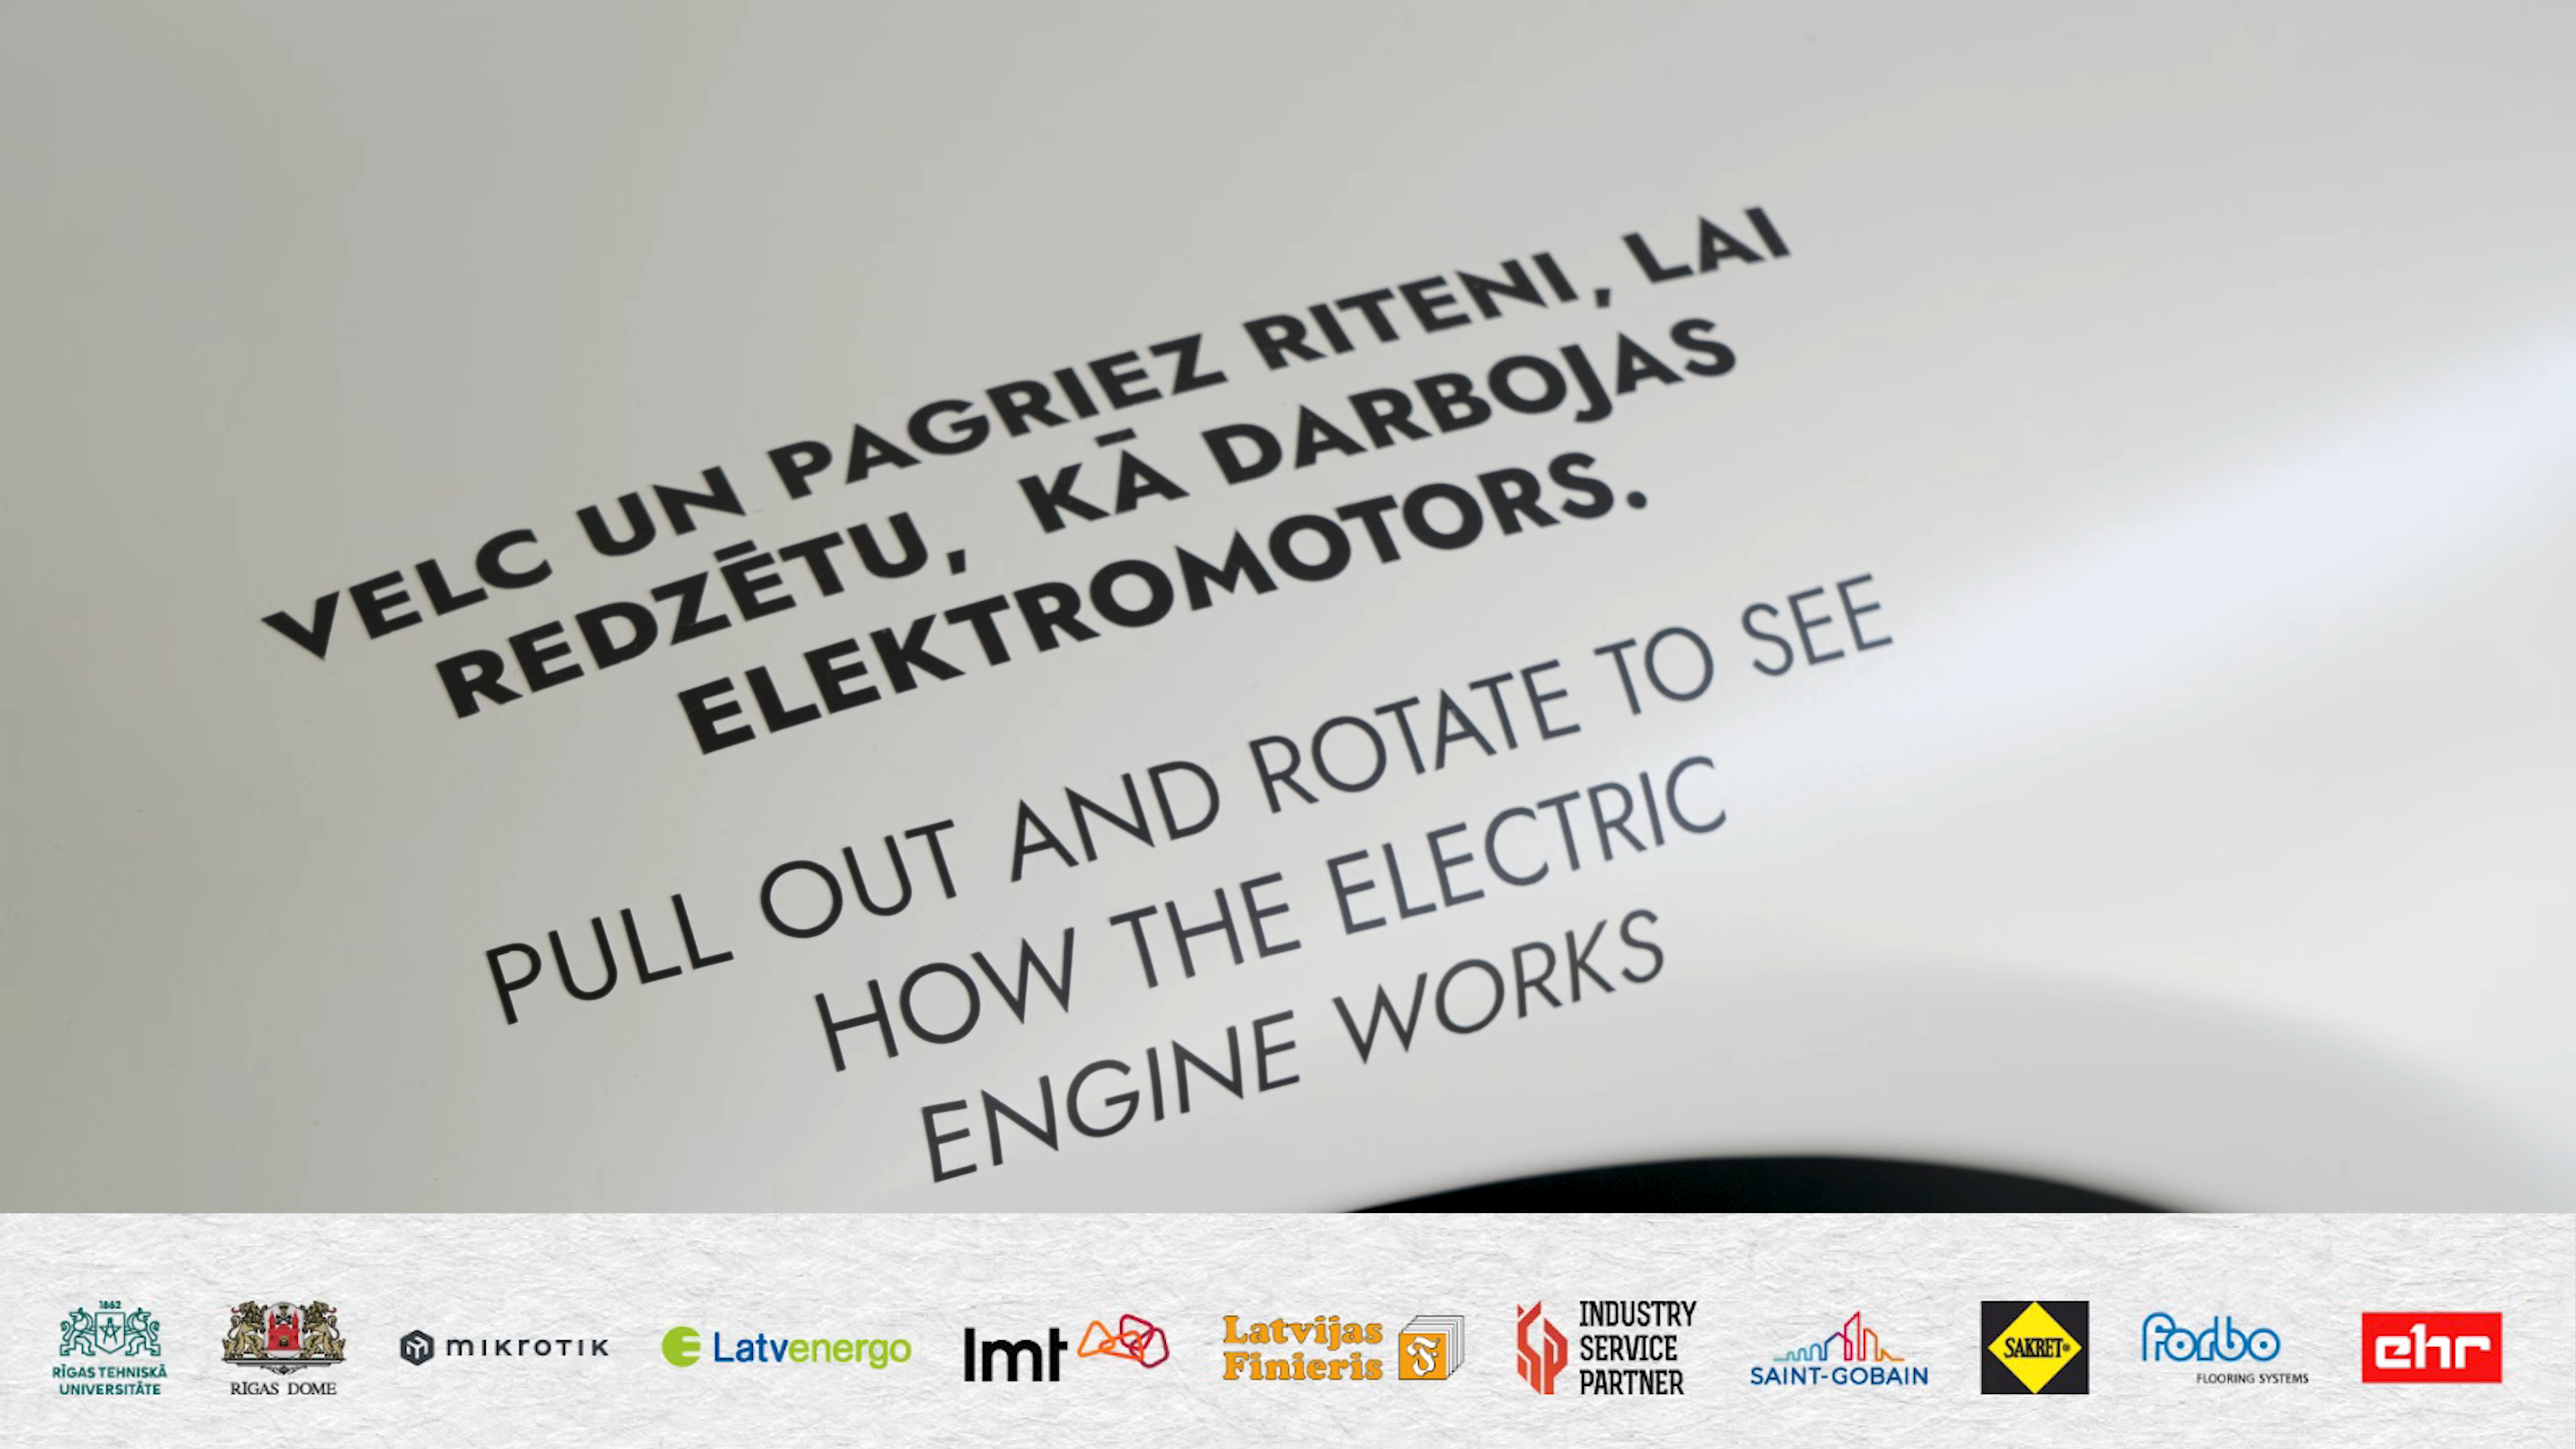 VELC UN PAGRIEZ RITENI, LAI
REDZĒTU, KĀ DARBOJAS
ELEKTROMOTORS.
PULL OUT AND ROTATE TO SEE
HOW THE ELECTRIC
ENGINE WORKS
1862
RĪGAS TEHNISKĀ
UNIVERSITĀTE
RĪGAS DOME
mikrotik
Latvenergo
lmt
Latvijas
Finieris
INDUSTRY
SERVICE
PARTNER
SAINT-GOBAIN
SAKRET®
forbo
FLOORING SYSTEMS
ehr